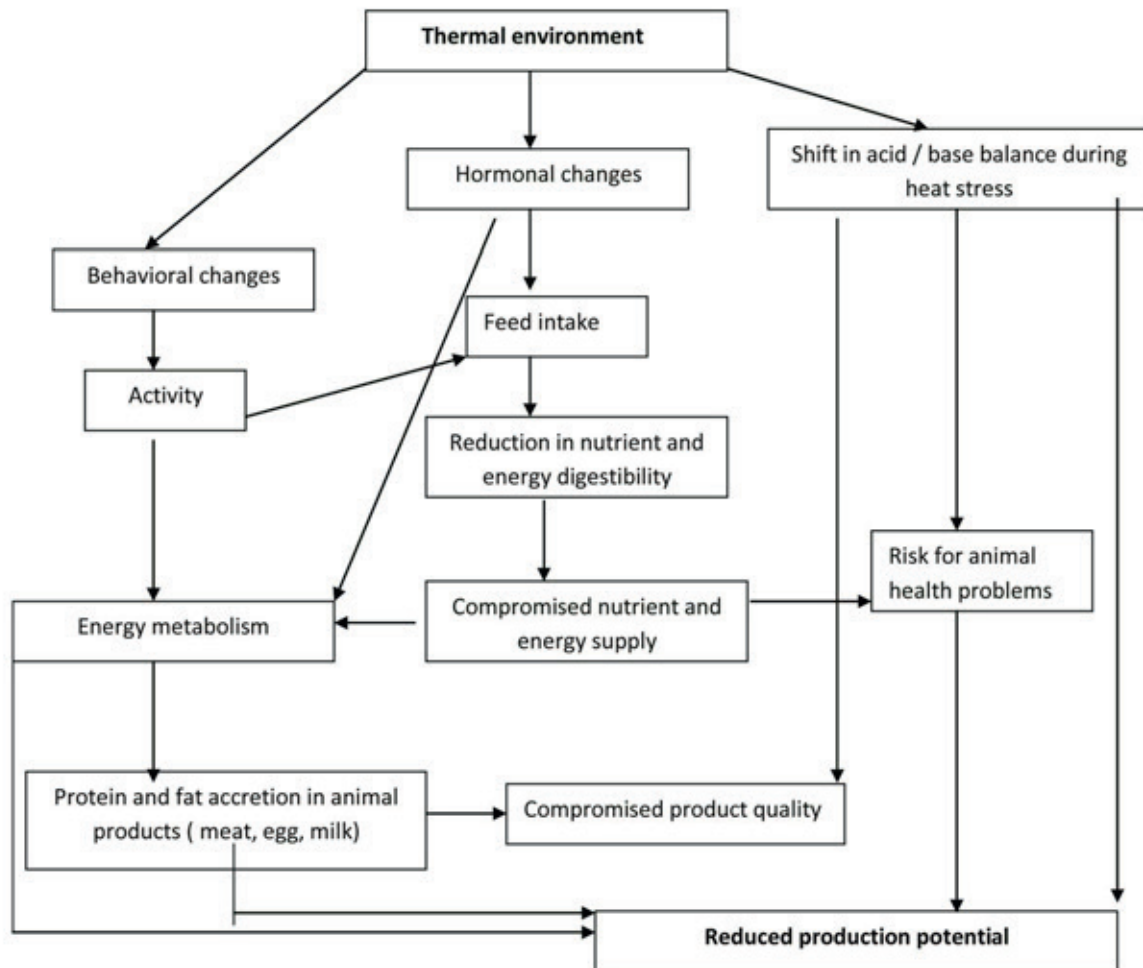 Thermal environment
Hormonal changes
Shift in acid / base balance during
heat stress
Behavioral changes
Feed intake
Activity
Reduction in nutrient and
energy digestibility
Risk for animal
health problems
Energy metabolism
Compromised nutrient and
energy supply
Protein and fat accretion in animal
products ( meat, egg, milk)
Compromised product quality
Reduced production potential